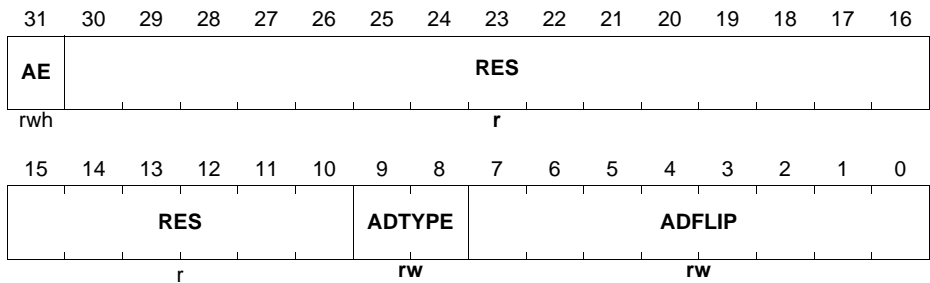 31 30 29 28 27 26 25 24 23 22 21 20 19 18 17 16
AE RES
rwh r
15 14 13 12 11 10 9 8 7 6 5 4 3 2 1 0
RES ADTYPE ADFLIP
r rw rw